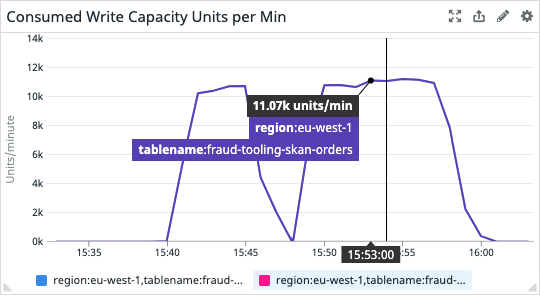 Consumed Write Capacity Units per Min
14k
12k
10k
8k
6k
4k
2k
0k
Units/minute
11.07k units/min
region:eu-west-1
tablename:fraud-tooling-skan-orders
15:35
15:40
15:45
15:50
15:53:00
:55
16:00
region:eu-west-1,tablename:fraud-...
region:eu-west-1,tablename:fraud-...